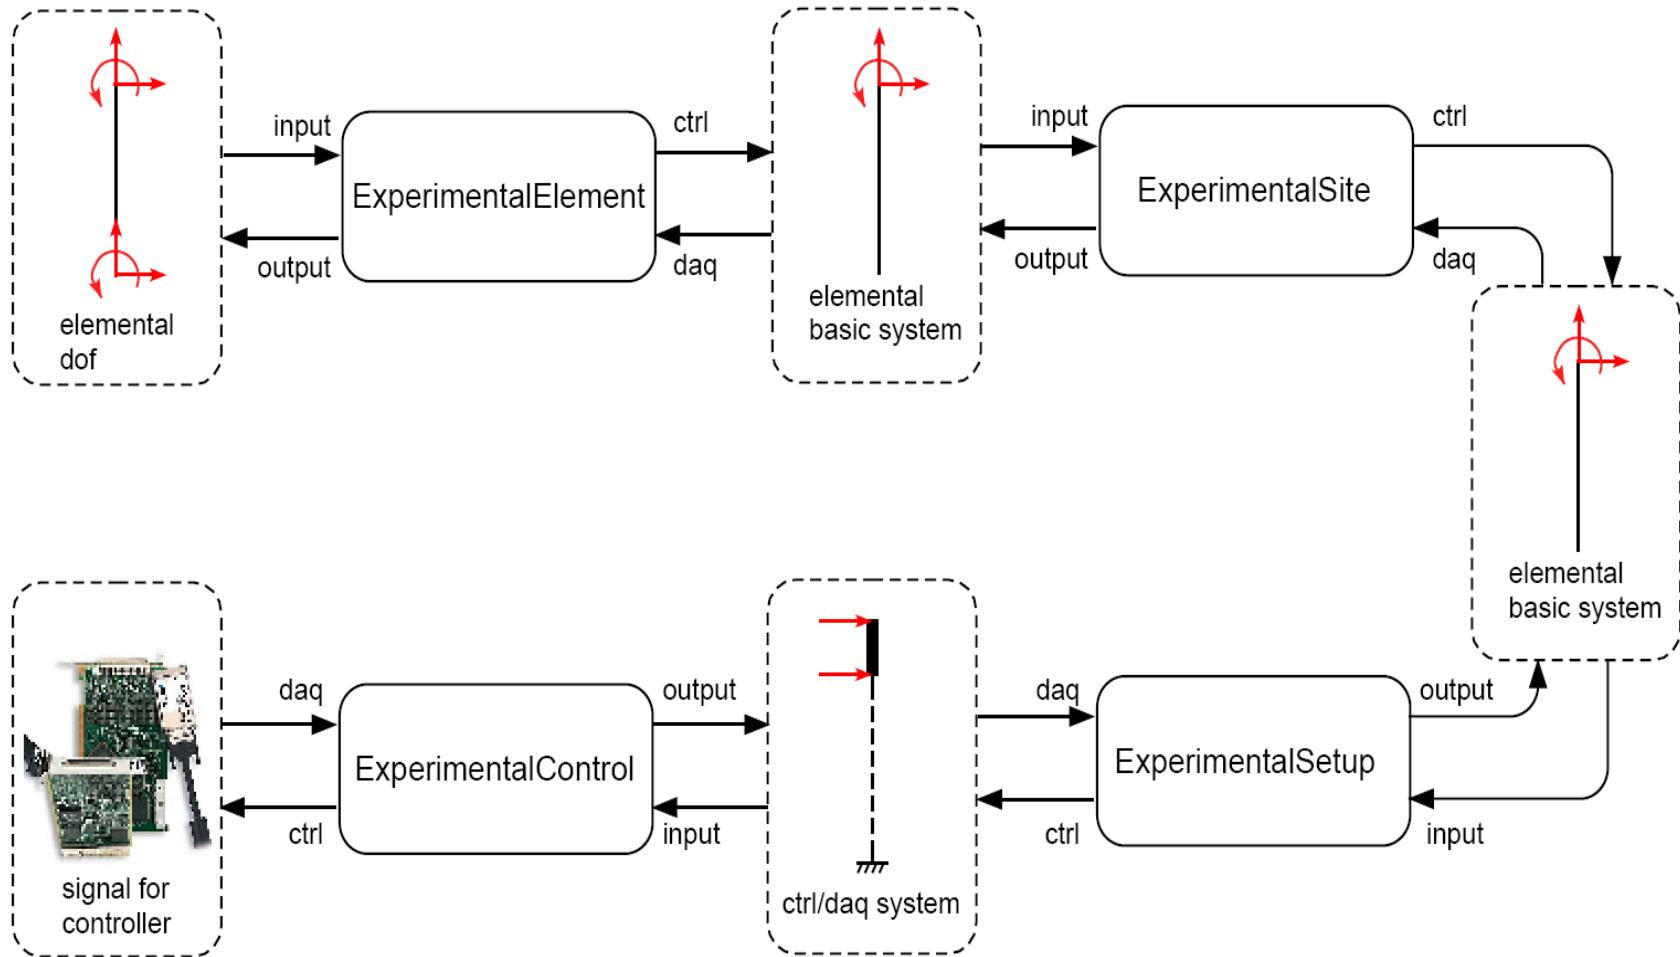 input
ctrl
input
ctrl
ExperimentalElement
ExperimentalSite
output
daq
output
daq
elemental
dof
elemental
basic system
elemental
basic system
daq
output
daq
output
ExperimentalControl
ExperimentalSetup
ctrl
input
ctrl
input
signal for
controller
ctrl/daq system